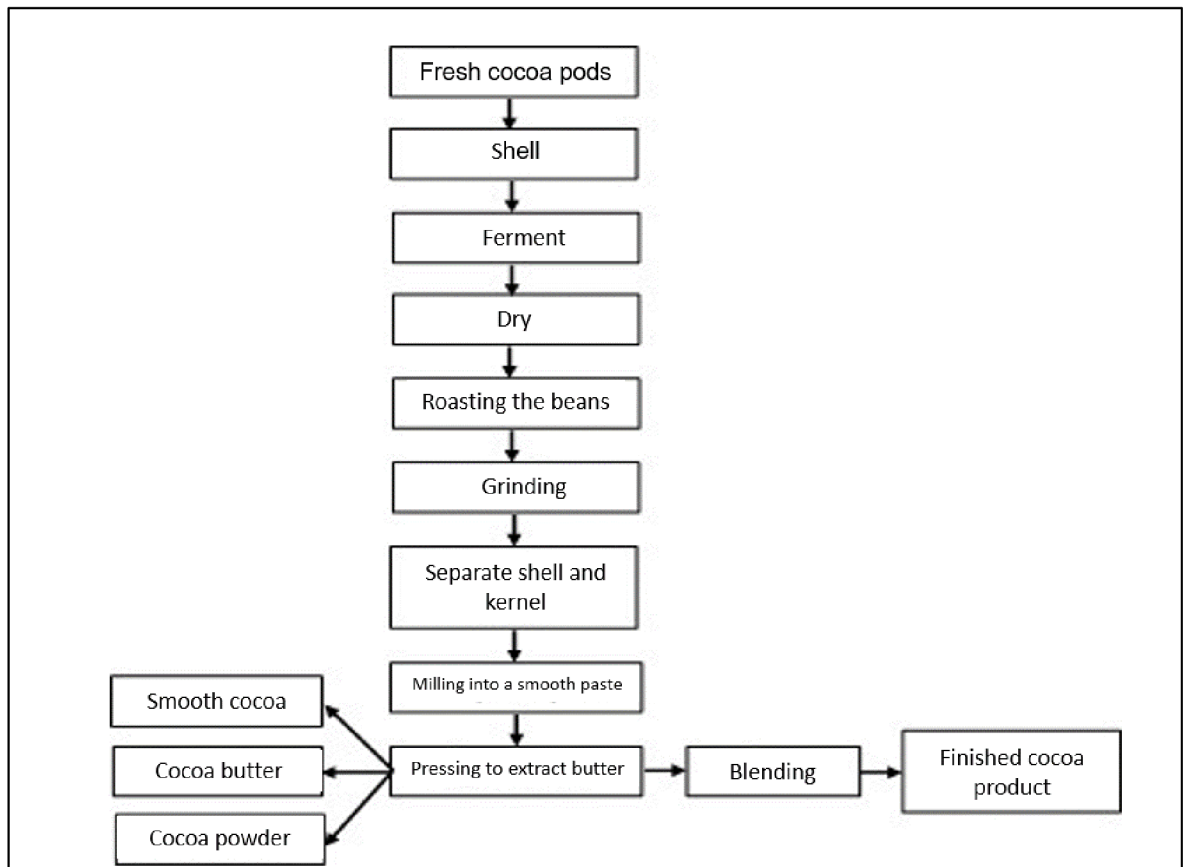 Fresh cocoa pods
Shell
Ferment
Dry
Roasting the beans
Grinding
Separate shell and
kernel
Milling into a smooth paste
Smooth cocoa
Cocoa butter
Cocoa powder
Pressing to extract butter
Blending
Finished cocoa
product